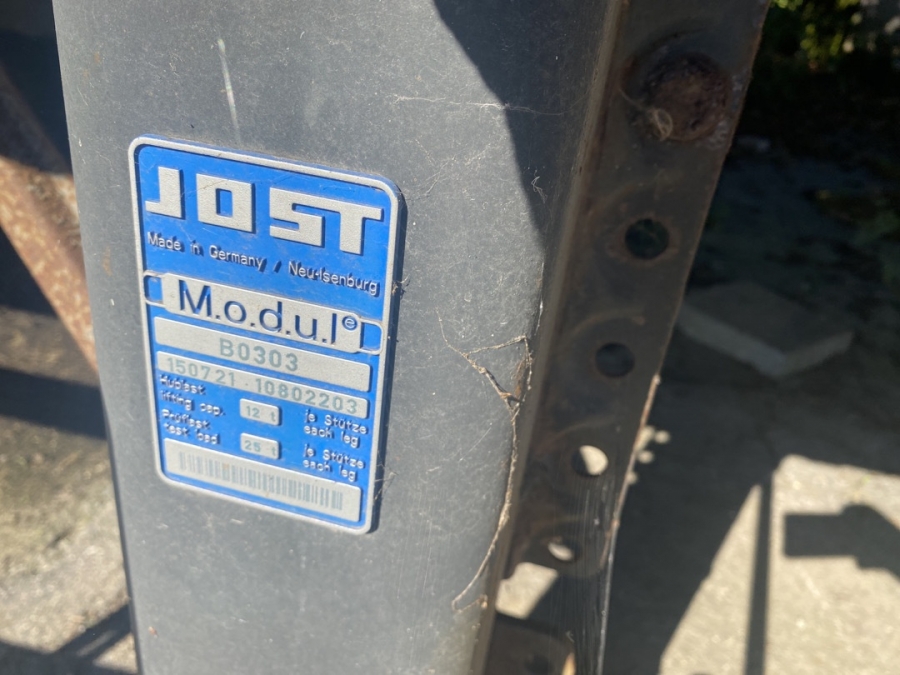 JOST
Made in Germany / Neu-Isenburg
M.o.d.u.l e
B0303
150721 · 10802203
Hublast
lifting cap. 12 t je Stütze
each leg
Prüflast
test load 25 t je Stütze
each leg